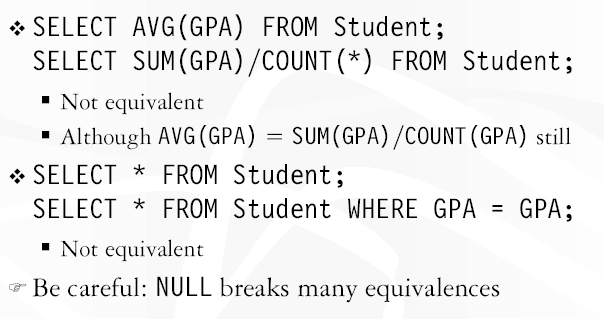 ❖ SELECT AVG(GPA) FROM Student;
SELECT SUM(GPA)/COUNT(*) FROM Student;
▪ Not equivalent
▪ Although AVG(GPA) = SUM(GPA)/COUNT(GPA) still
❖ SELECT * FROM Student;
SELECT * FROM Student WHERE GPA = GPA;
▪ Not equivalent
☞ Be careful: NULL breaks many equivalences